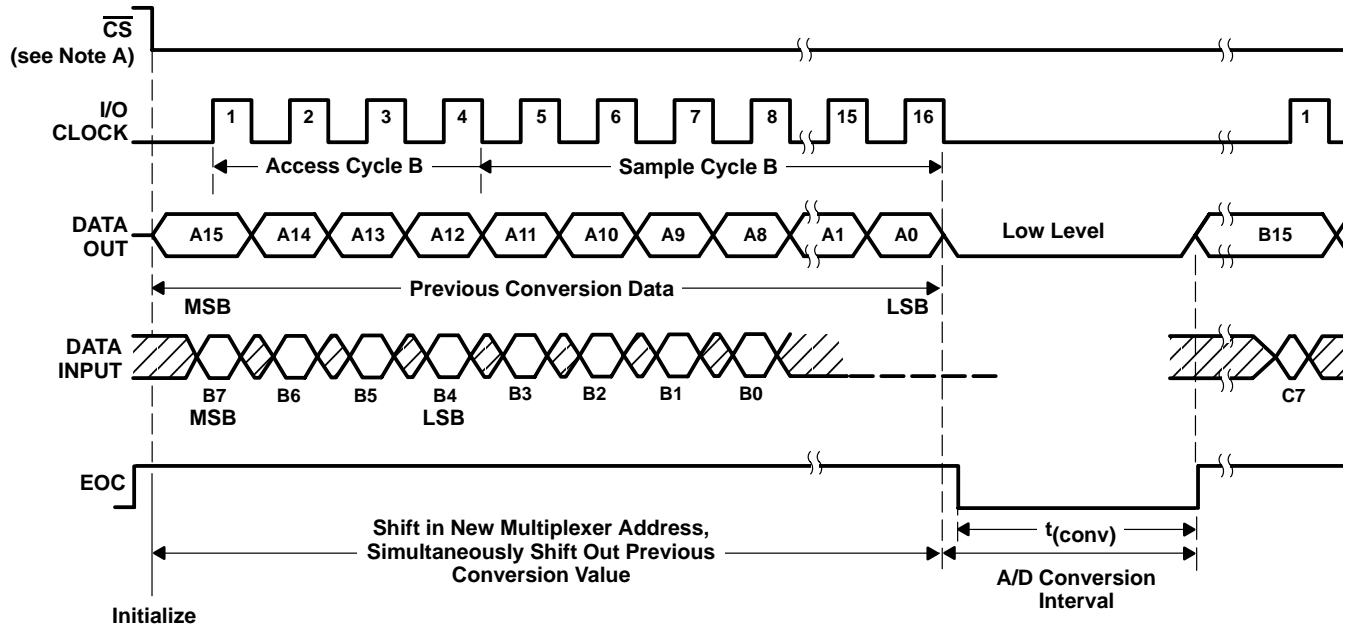 CS
(see Note A)
I/O
CLOCK
1 2 3 4 5 6 7 8 15 16 1
Access Cycle B Sample Cycle B
DATA
OUT
A15 A14 A13 A12 A11 A10 A9 A8 A1 A0 Low Level B15
Previous Conversion Data
MSB LSB
DATA
INPUT
B7 B6 B5 B4 B3 B2 B1 B0 C7
MSB LSB
EOC
Shift in New Multiplexer Address,
Simultaneously Shift Out Previous
Conversion Value
t(conv)
A/D Conversion
Interval
Initialize